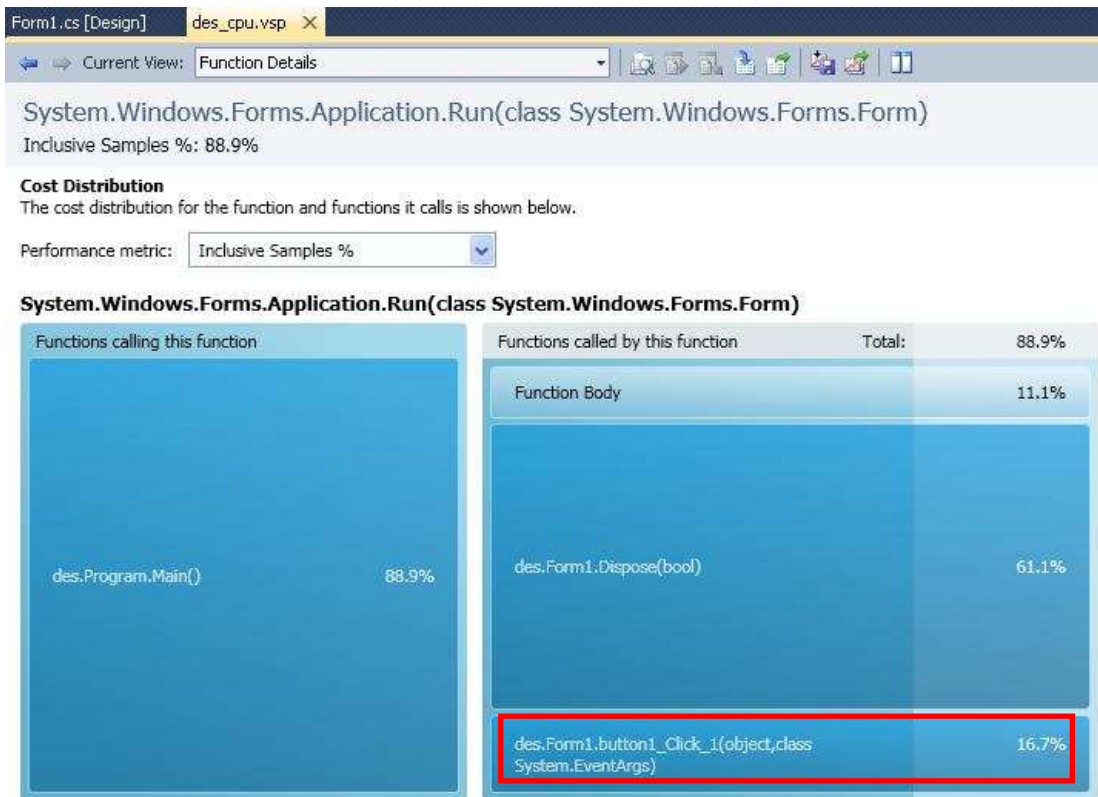 Form1.cs [Design] des_cpu.vsp X
Current View: Function Details
System.Windows.Forms.Application.Run(class System.Windows.Forms.Form)
Inclusive Samples %: 88.9%
Cost Distribution
The cost distribution for the function and functions it calls is shown below.
Performance metric: Inclusive Samples %
System.Windows.Forms.Application.Run(class System.Windows.Forms.Form)
Functions calling this function
des.Program.Main() 88.9%
Functions called by this function Total: 88.9%
Function Body 11.1%
des.Form1.Dispose(bool) 61.1%
des.Form1.button1_Click_1(object,class 16.7%
System.EventArgs)